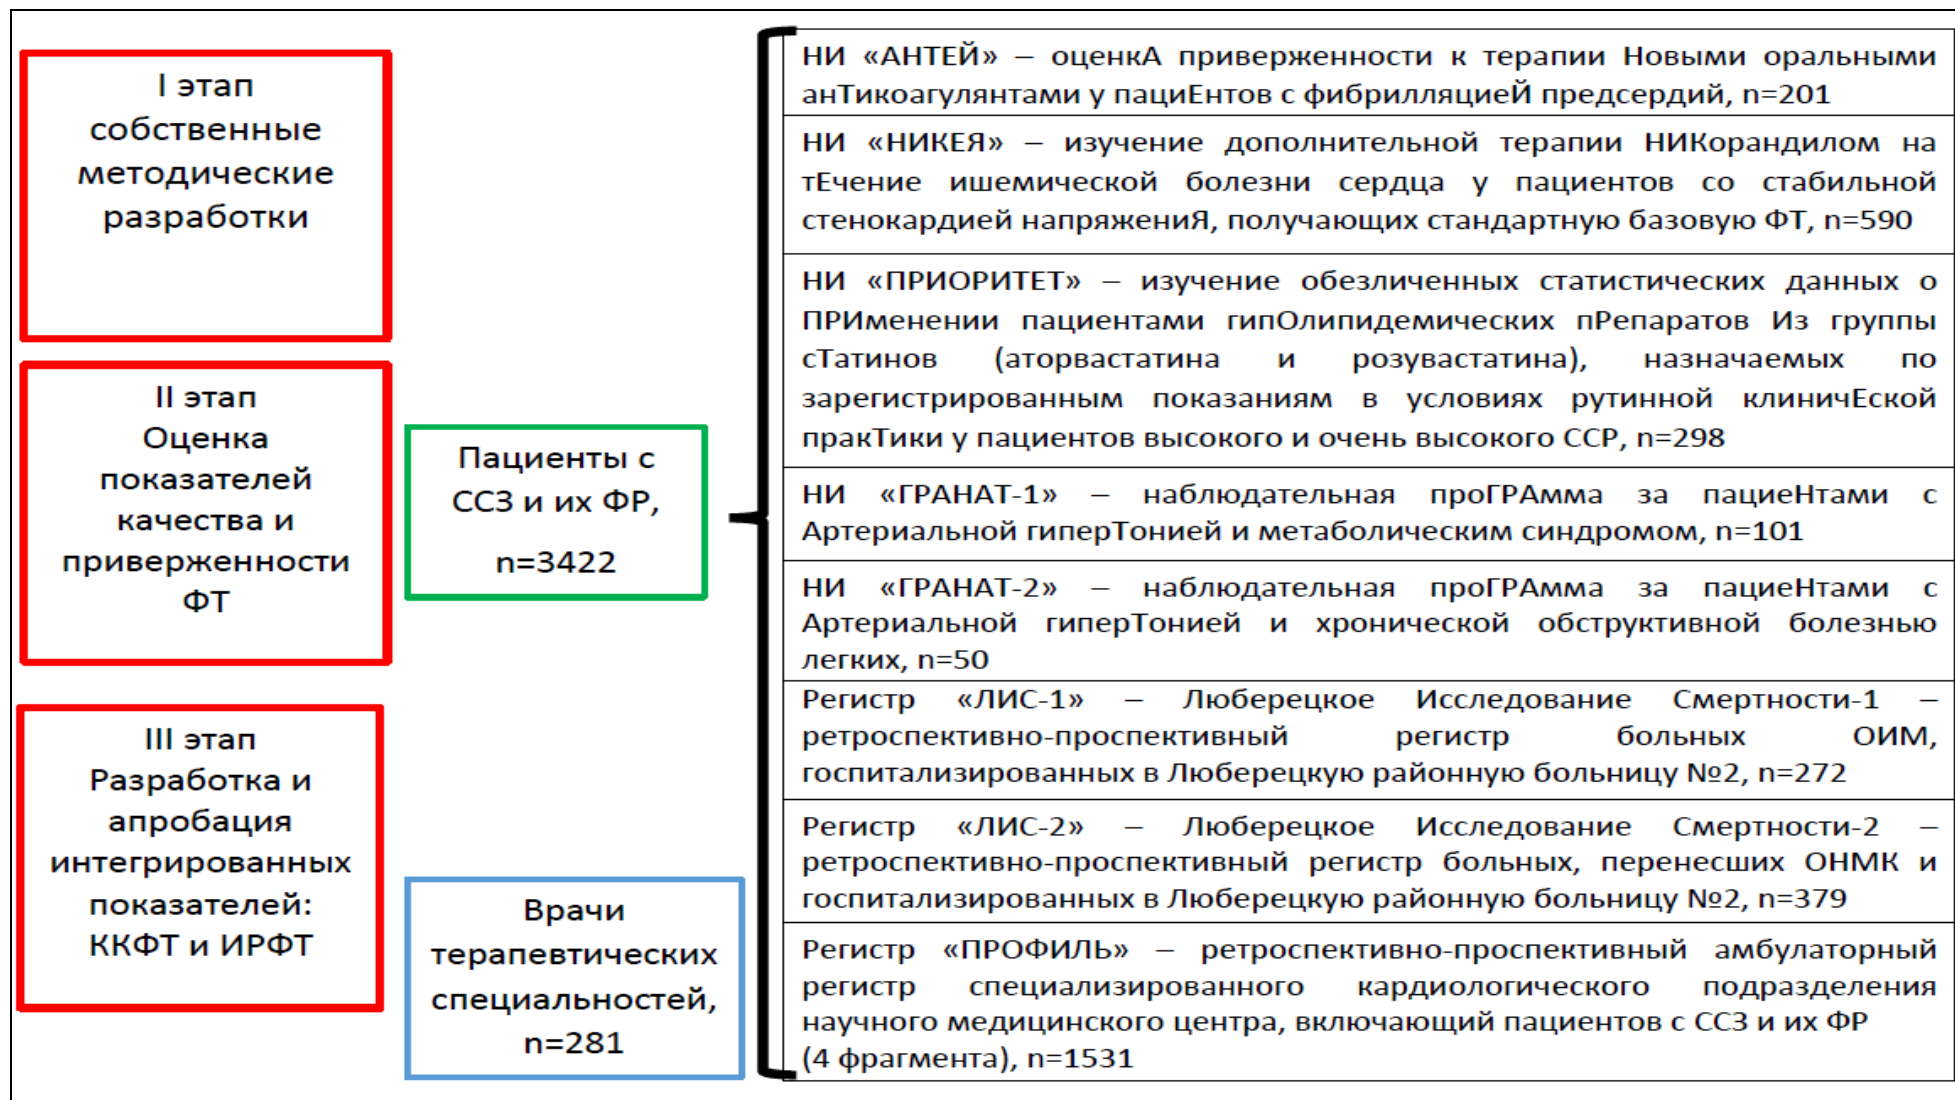 I этап
собственные
методические
разработки
II этап
Оценка
показателей
качества и
приверженности
ФТ
III этап
Разработка и
апробация
интегрированных
показателей:
ККФТ и ИРФТ
Пациенты с
ССЗ и их ФР,
n=3422
Врачи
терапевтических
специальностей,
n=281
НИ «АНТЕЙ» – оценкА приверженности к терапии Новыми оральными
анТикоагулянтами у пациЕнтов с фибрилляциеЙ предсердий, n=201
НИ «НИКЕЯ» – изучение дополнительной терапии НИКорандилом на
тЕчение ишемической болезни сердца у пациентов со стабильной
стенокардией напряжениЯ, получающих стандартную базовую ФТ, n=590
НИ «ПРИОРИТЕТ» – изучение обезличенных статистических данных о
ПРИменении пациентами гипОлипидемических пРепаратов Из группы
сТатинов (аторвастатина и розувастатина), назначаемых по
зарегистрированным показаниям в условиях рутинной клиничЕской
пракТики у пациентов высокого и очень высокого ССР, n=298
НИ «ГРАНАТ-1» – наблюдательная проГРАмма за пациеНтами с
Артериальной гиперТонией и метаболическим синдромом, n=101
НИ «ГРАНАТ-2» – наблюдательная проГРАмма за пациеНтами с
Артериальной гиперТонией и хронической обструктивной болезнью
легких, n=50
Регистр «ЛИС-1» – Люберецкое Исследование Смертности-1 –
ретроспективно-проспективный регистр больных ОИМ,
госпитализированных в Люберецкую районную больницу №2, n=272
Регистр «ЛИС-2» – Люберецкое Исследование Смертности-2 –
ретроспективно-проспективный регистр больных, перенесших ОНМК и
госпитализированных в Люберецкую районную больницу №2, n=379
Регистр «ПРОФИЛЬ» – ретроспективно-проспективный амбулаторный
регистр специализированного кардиологического подразделения
научного медицинского центра, включающий пациентов с ССЗ и их ФР
(4 фрагмента), n=1531